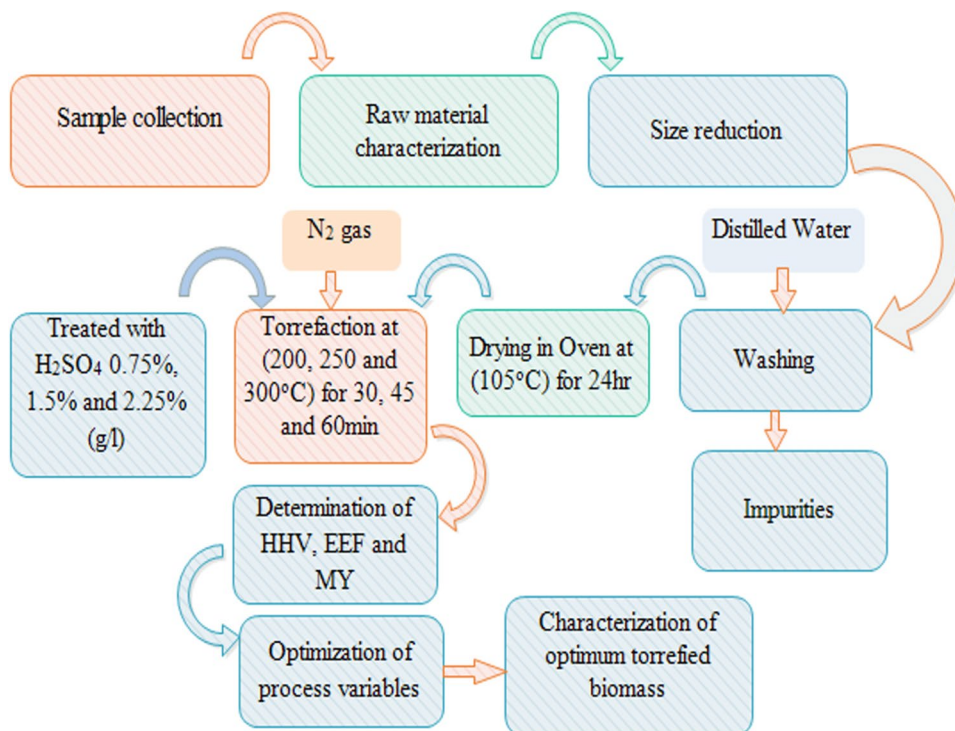 Sample collection
Raw material
characterization
Size reduction
N₂ gas
Distilled Water
Treated with
H₂SO₄ 0.75%,
1.5% and 2.25%
(g/l)
Torrefaction at
(200, 250 and
300°C) for 30, 45
and 60min
Drying in Oven at
(105°C) for 24hr
Washing
Impurities
Determination of
HHV, EEF and
MY
Optimization of
process variables
Characterization of
optimum torrefied
biomass